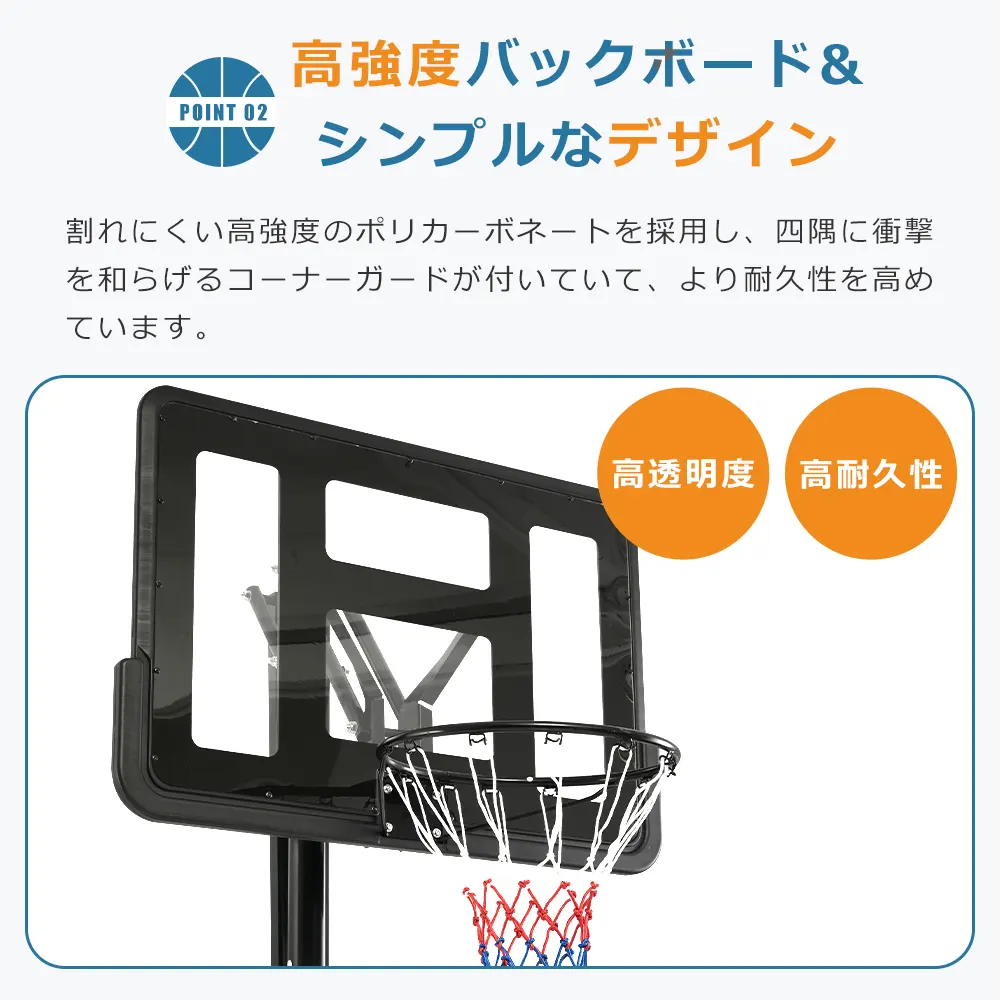 POINT 02
高強度バックボード&
シンプルなデザイン
割れにくい高強度のポリカーボネートを採用し、四隅に衝撃
を和らげるコーナーガードが付いていて、より耐久性を高め
ています。
高透明度
高耐久性